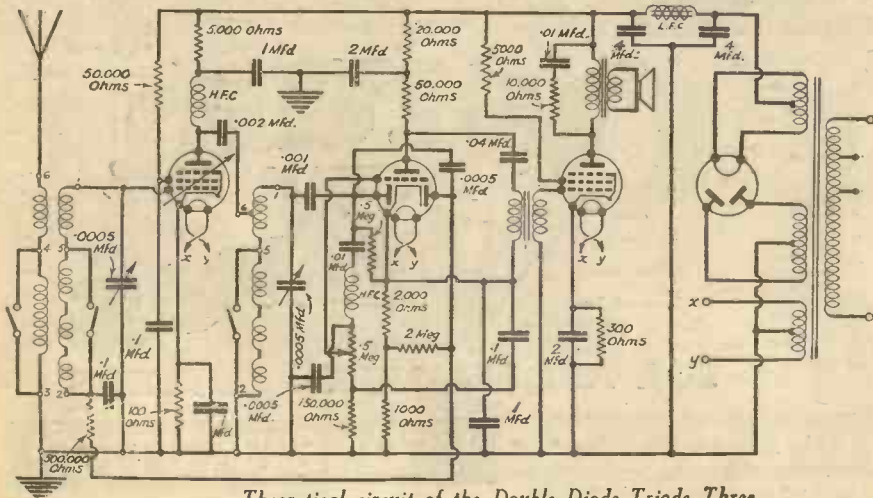 5,000 Ohms
1 Mfd
2 Mfd.
20,000 Ohms
5000 Ohms
.01 Mfd.
4 Mfd.
L.F.C
4 Mfd.
50,000 Ohms
H.F.C
.002 Mfd.
50,000 Ohms
10,000 Ohms
.04 Mfd.
.001 Mfd
.0005 Mfd.
6
6
1
.5 Meg
x y
x y
x y
.0005 Mfd
4
5
5
.01 Mfd
H.F.C.
.0005 Mfd.
2,000 Ohms
x
.1 Mfd
.5 Meg
2 Meg
.1 Mfd
2 Mfd
300 Ohms
y
3
2
.1 Mfd
100 Ohms
Mfd
2
.0005 Mfd.
150,000 Ohms
1000 Ohms
1 Mfd
Theoretical circuit of the Double Diode Triode Three